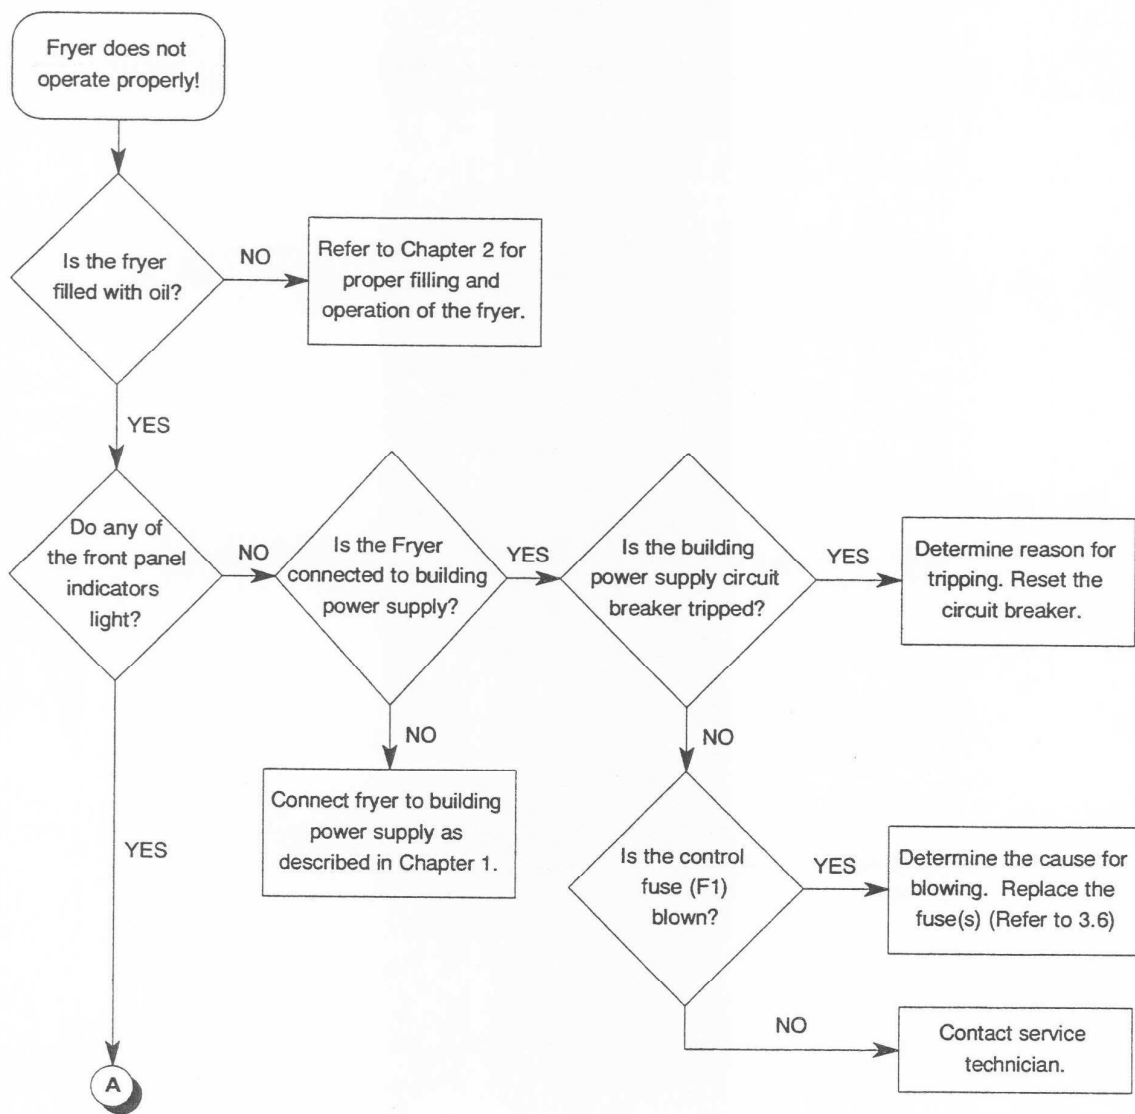 Fryer does not
operate properly!
Is the fryer
filled with oil?
NO
Refer to Chapter 2 for
proper filling and
operation of the fryer.
YES
Do any of
the front panel
indicators
light?
NO
Is the Fryer
connected to building
power supply?
YES
Is the building
power supply circuit
breaker tripped?
YES
Determine reason for
tripping. Reset the
circuit breaker.
NO
Connect fryer to building
power supply as
described in Chapter 1.
NO
Is the control
fuse (F1)
blown?
YES
Determine the cause for
blowing. Replace the
fuse(s) (Refer to 3.6)
NO
Contact service
technician.
YES
A